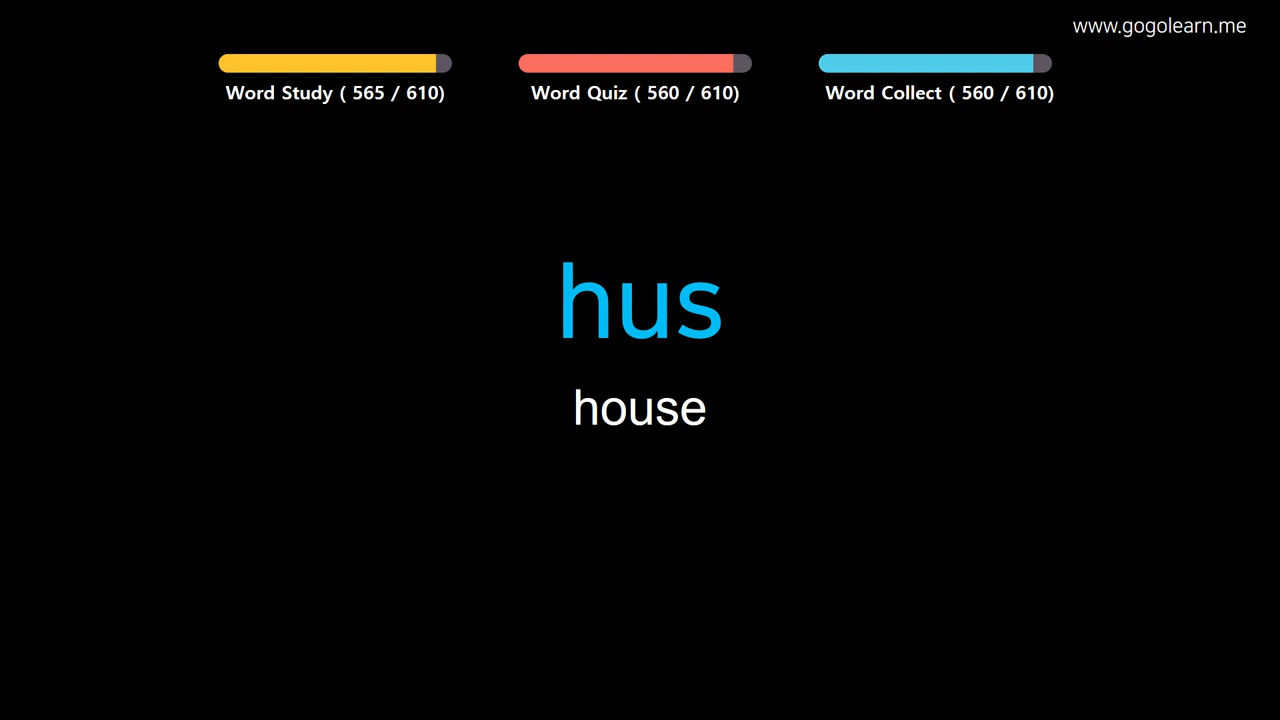 www.gogolearn.me
Word Study ( 565 / 610)
Word Quiz ( 560 / 610)
Word Collect ( 560 / 610)
hus
house